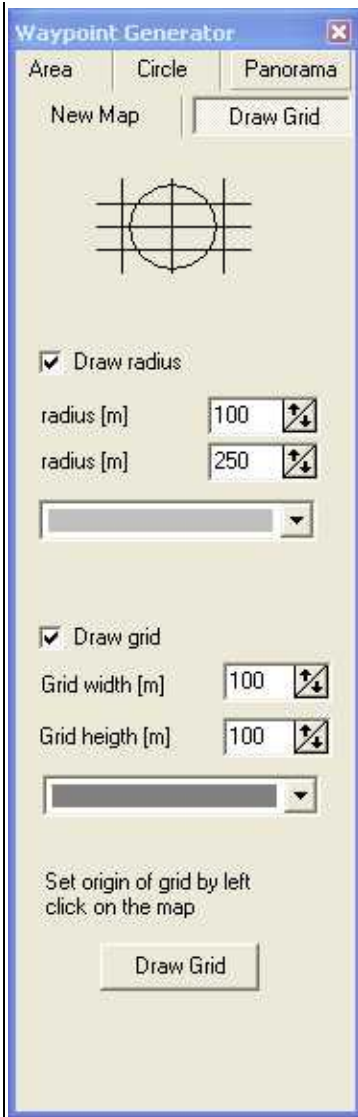 Waypoint Generator
Area Circle Panorama
New Map Draw Grid
Draw radius
radius [m] 100
radius [m] 250
Draw grid
Grid width [m] 100
Grid heigth [m] 100
Set origin of grid by left
click on the map
Draw Grid